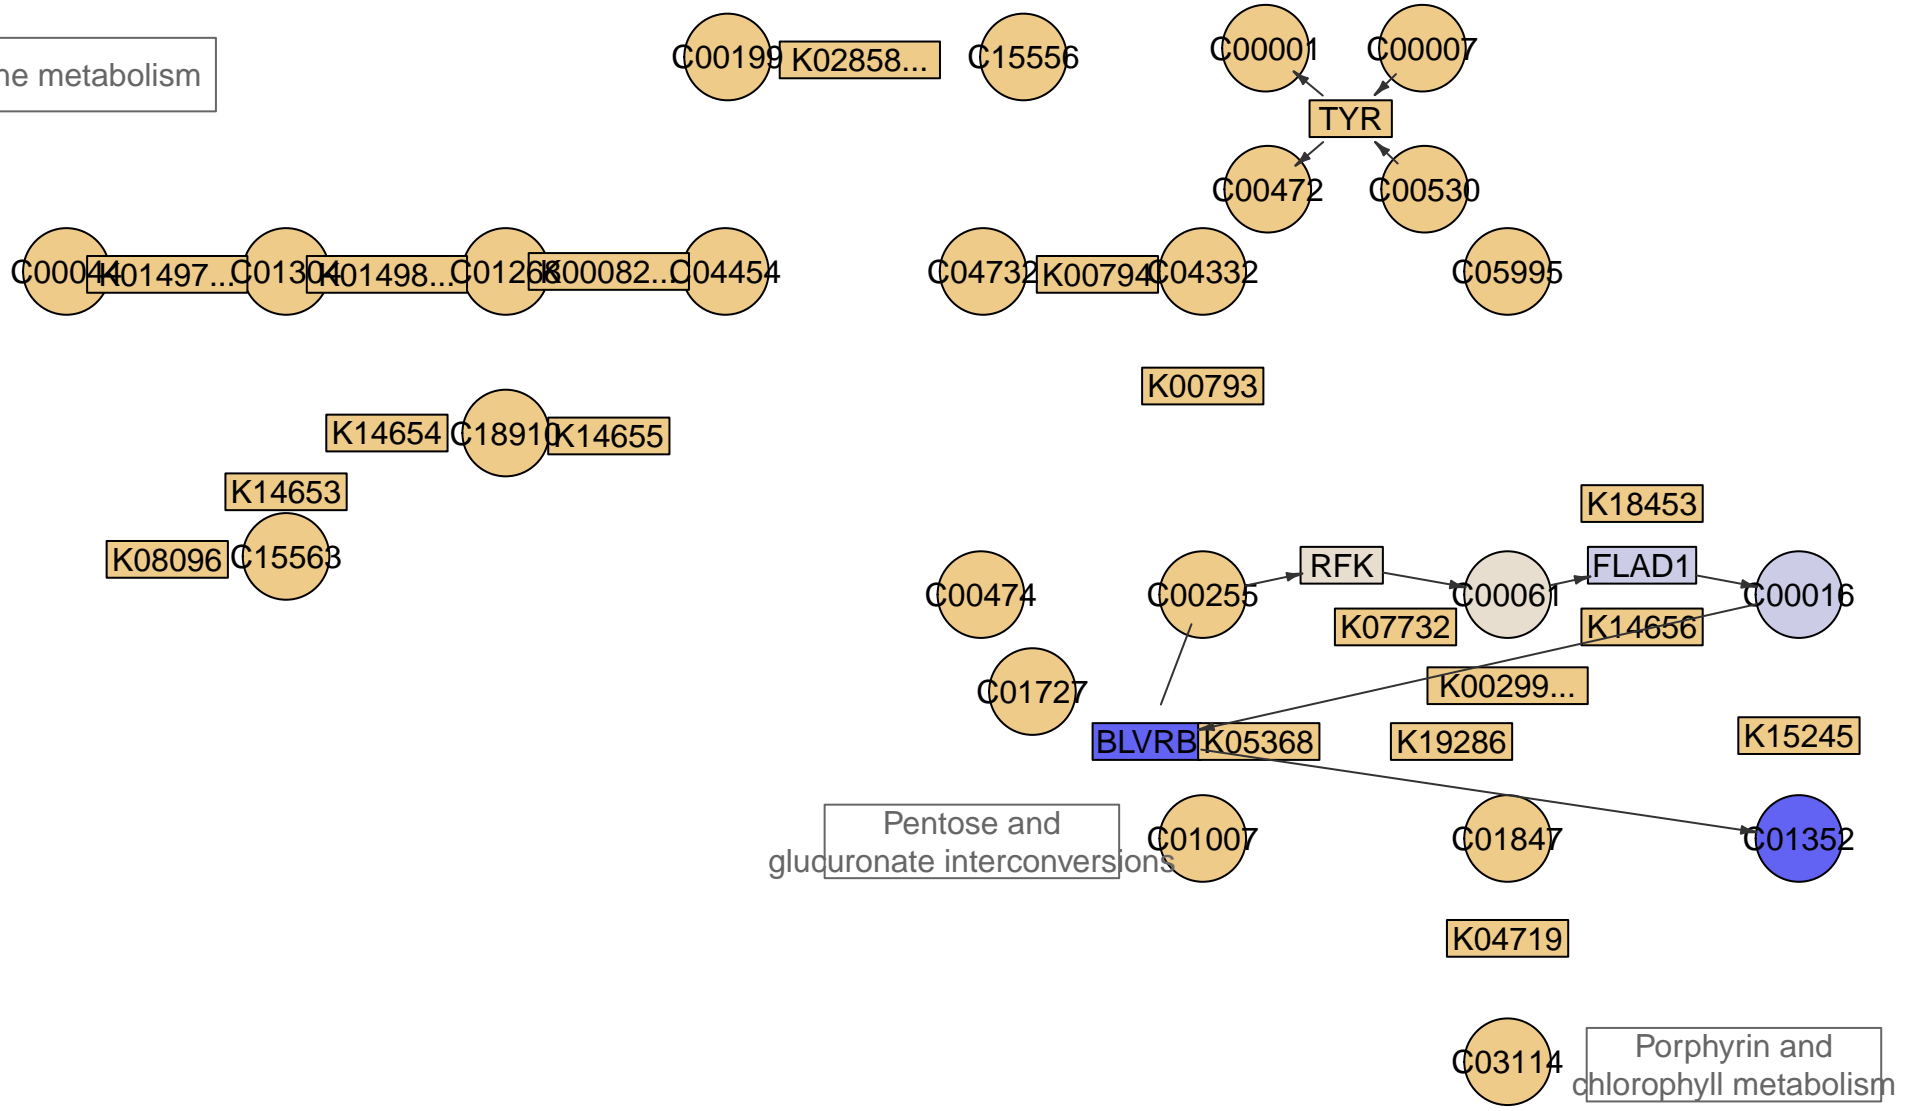 C00199
K02858...
C15556
C00001
C00007
ne metabolism
TYR
C00472
C00530
C00044
K01497...
C01304
K01498...
C01268
K00082...
C04454
C04732
K00794
C04332
C05995
K00793
K14654
C18910
K14655
K14653
K08096
C15563
K18453
RFK
FLAD1
C00474
C00255
C00061
C00016
K07732
K14656
C01727
K00299...
BLVRB
K05368
K19286
K15245
Pentose and
glucuronate interconversions
C01007
C01847
C01352
K04719
C03114
Porphyrin and
chlorophyll metabolism